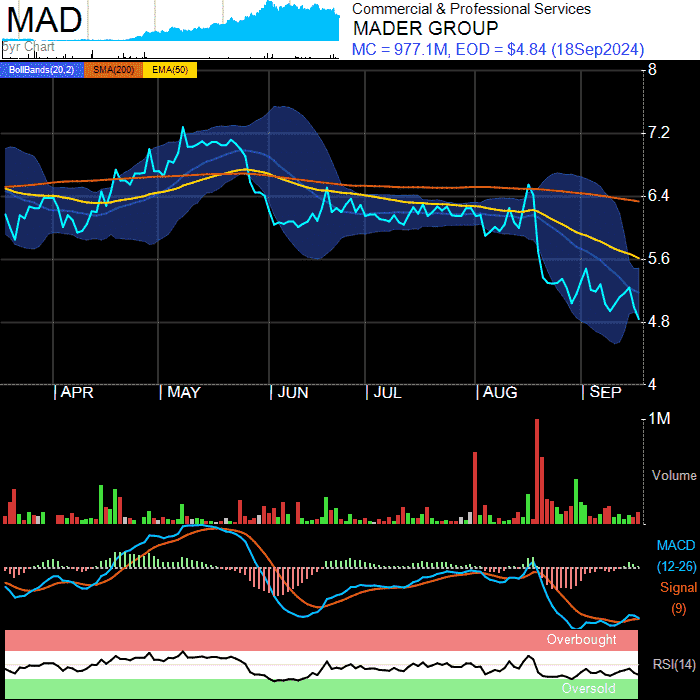 MAD
5yr Chart
Commercial & Professional Services
MADER GROUP
MC = 977.1M, EOD = $4.84 (18Sep2024)
BollBands(20,2) SMA(200) EMA(50)
8
7.2
6.4
5.6
4.8
4
APR MAY JUN JUL AUG SEP
1M
Volume
MACD
(12-26)
Signal
(9)
Overbought
RSI(14)
Oversold